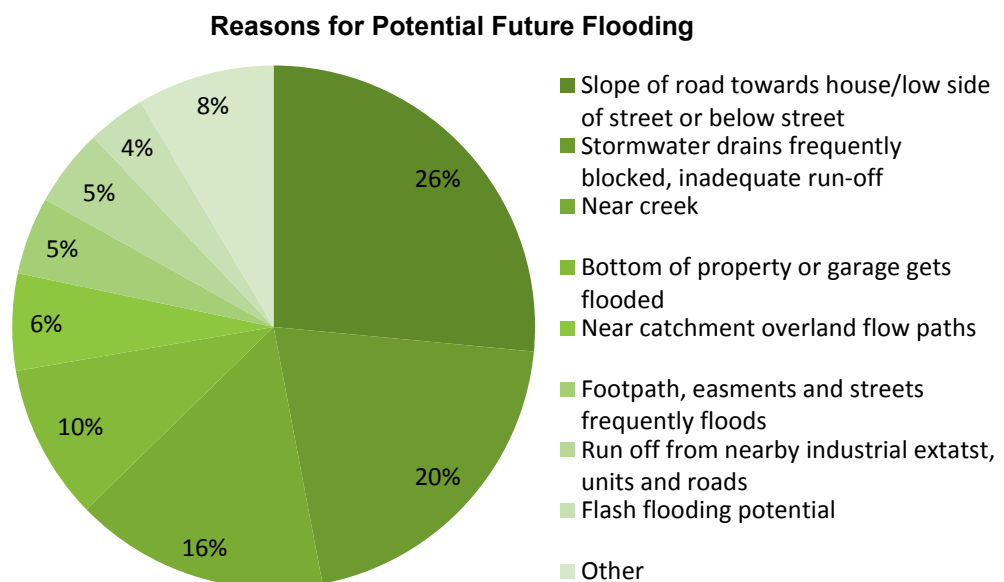 Reasons for Potential Future Flooding
8%
4%
5%
5%
6%
10%
16%
20%
26%
Slope of road towards house/low side
of street or below street
Stormwater drains frequently
blocked, inadequate run-off
Near creek
Bottom of property or garage gets
flooded
Near catchment overland flow paths
Footpath, easments and streets
frequently floods
Run off from nearby industrial extatst,
units and roads
Flash flooding potential
Other